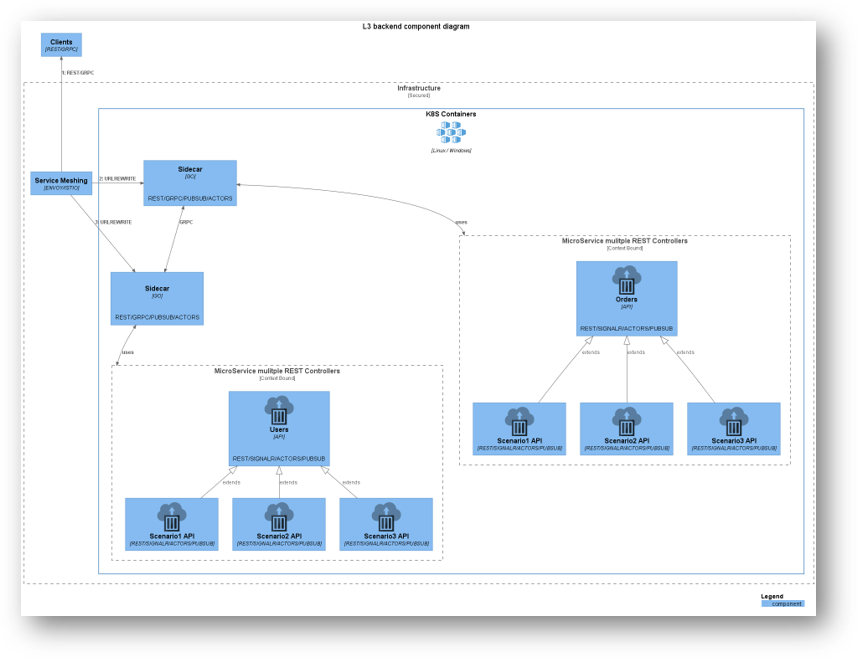 L3 backend component diagram
Clients
[REST/GRPC]
1: REST/GRPC
Infrastructure
[Secured]
K8S Containers
[Linux / Windows]
Service Meshing
[ENVOY/ISTIO]
2: URLREWRITE
Sidecar
[GO]
REST/GRPC/PUBSUB/ACTORS
3: URLREWRITE
GRPC
uses
MicroService mulitple REST Controllers
[Context Bound]
Orders
[API]
REST/SIGNALR/ACTORS/PUBSUB
extends
extends
extends
Scenario1 API
[REST/SIGNALR/ACTORS/PUBSUB]
Scenario2 API
[REST/SIGNALR/ACTORS/PUBSUB]
Scenario3 API
[REST/SIGNALR/ACTORS/PUBSUB]
Sidecar
[GO]
REST/GRPC/PUBSUB/ACTORS
uses
MicroService mulitple REST Controllers
[Context Bound]
Users
[API]
REST/SIGNALR/ACTORS/PUBSUB
extends
extends
extends
Scenario1 API
[REST/SIGNALR/ACTORS/PUBSUB]
Scenario2 API
[REST/SIGNALR/ACTORS/PUBSUB]
Scenario3 API
[REST/SIGNALR/ACTORS/PUBSUB]
Legend
component